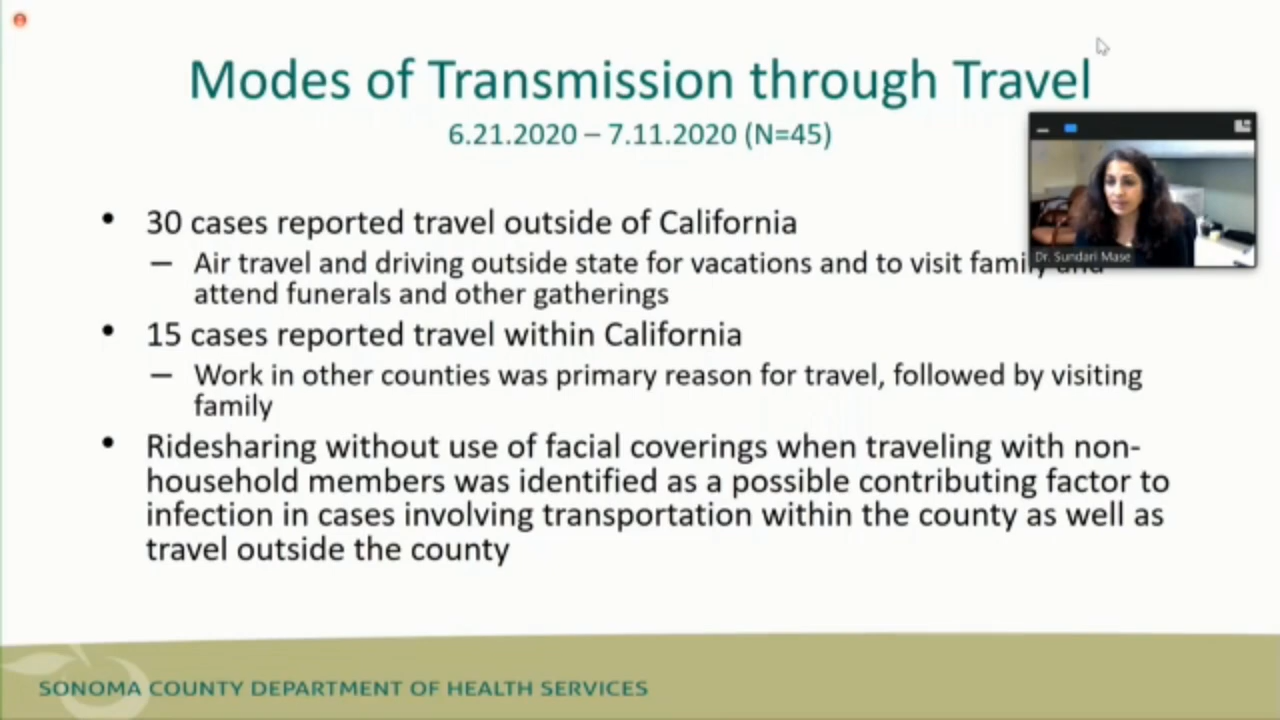 Modes of Transmission through Travel
6.21.2020 – 7.11.2020 (N=45)
• 30 cases reported travel outside of California
– Air travel and driving outside state for vacations and to visit family and
attend funerals and other gatherings
• 15 cases reported travel within California
– Work in other counties was primary reason for travel, followed by visiting
family
• Ridesharing without use of facial coverings when traveling with non-
household members was identified as a possible contributing factor to
infection in cases involving transportation within the county as well as
travel outside the county
Dr. Sundari Mase
SONOMA COUNTY DEPARTMENT OF HEALTH SERVICES